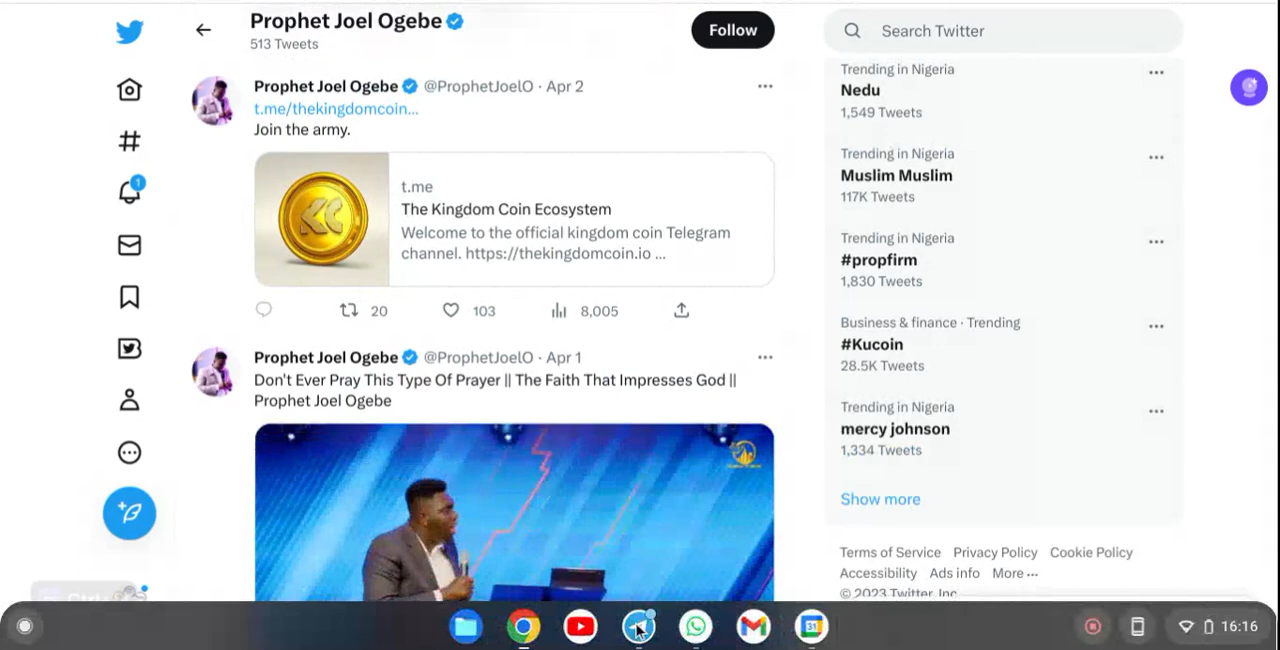 Prophet Joel Ogebe
513 Tweets
Follow
Prophet Joel Ogebe @ProphetJoelO · Apr 2
t.me/thekingdomcoin...
Join the army.
t.me
The Kingdom Coin Ecosystem
Welcome to the official kingdom coin Telegram
channel. https://thekingdomcoin.io ...
20 103 8,005
Prophet Joel Ogebe @ProphetJoelO · Apr 1
Don't Ever Pray This Type Of Prayer || The Faith That Impresses God ||
Prophet Joel Ogebe
1
Search Twitter
Trending in Nigeria
Nedu
1,549 Tweets
Trending in Nigeria
Muslim Muslim
117K Tweets
Trending in Nigeria
#propfirm
1,830 Tweets
Business & finance · Trending
#Kucoin
28.5K Tweets
Trending in Nigeria
mercy johnson
1,334 Tweets
Show more
Terms of Service Privacy Policy Cookie Policy
Accessibility Ads info More ...
© 2023 Twitter, Inc.
31
16:16